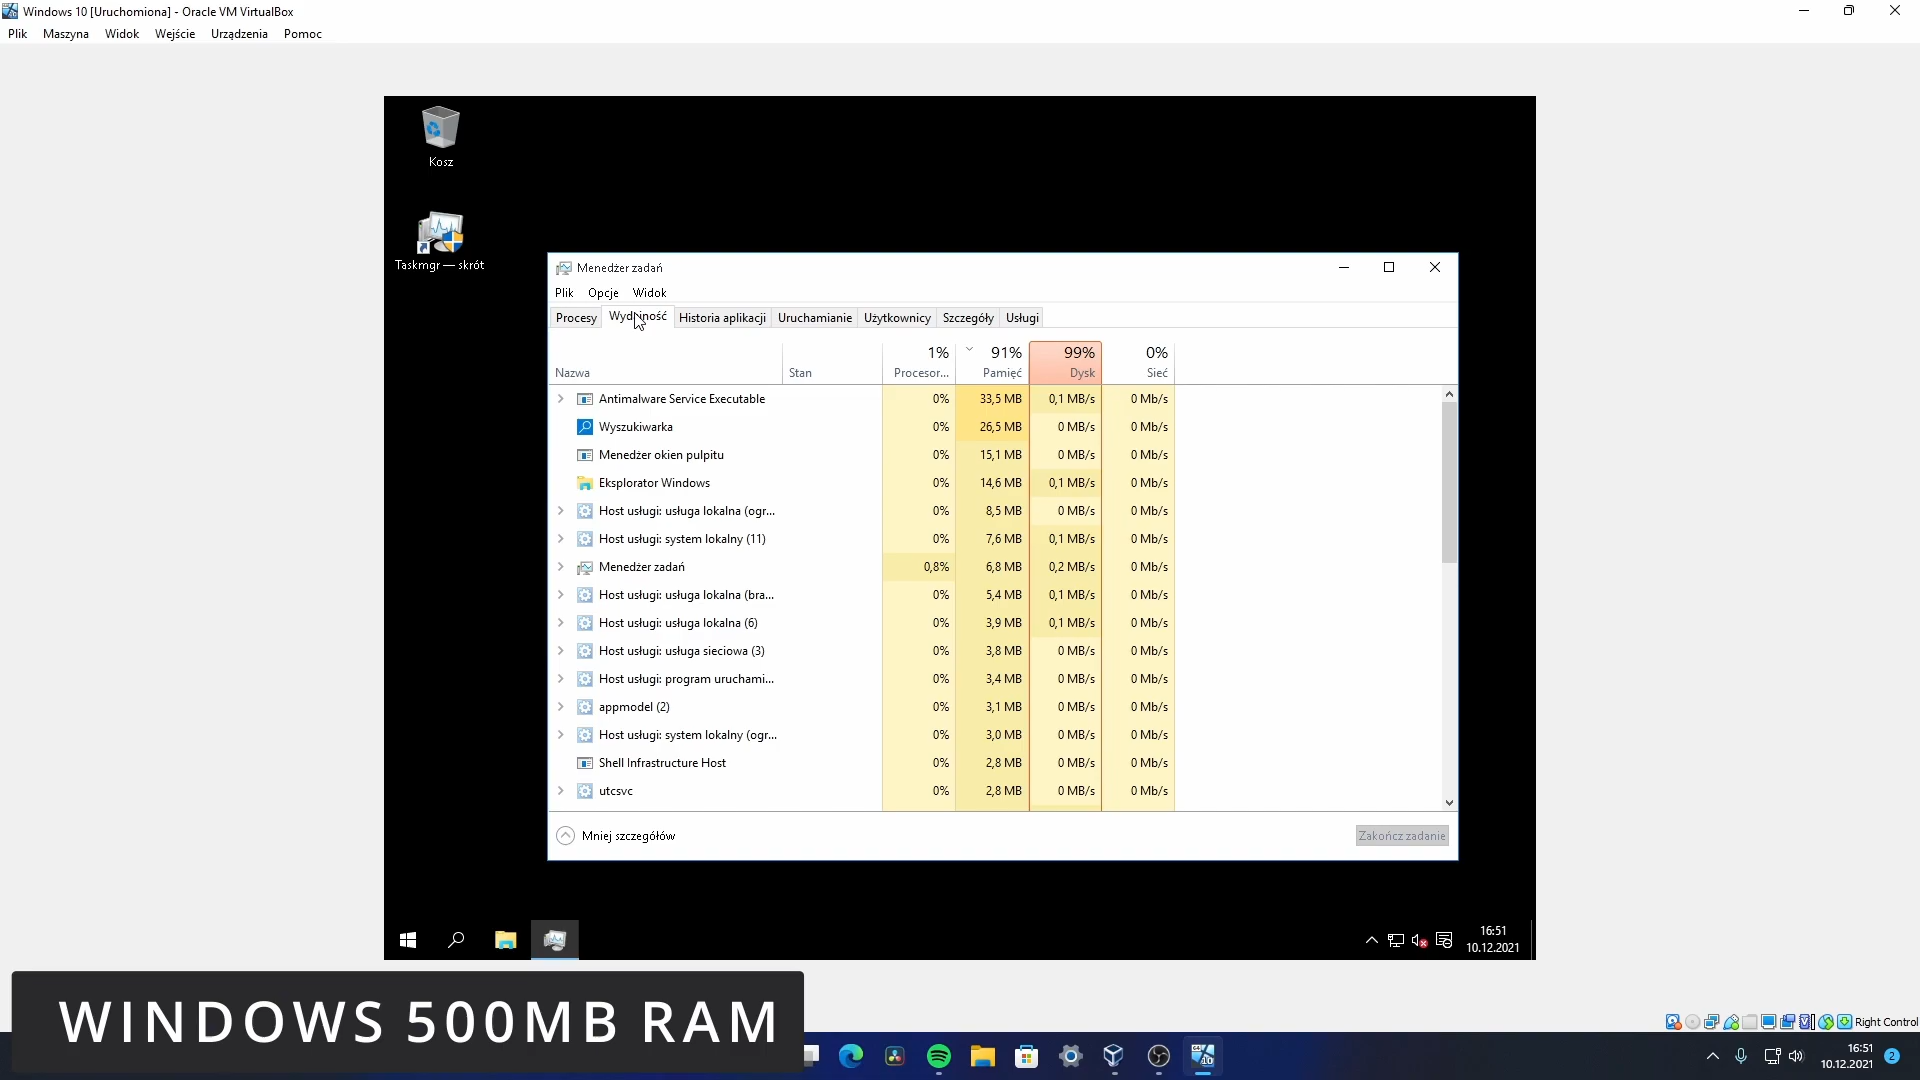 Windows 10 [Uruchomiona] - Oracle VM VirtualBox
Plik Maszyna Widok Wejście Urządzenia Pomoc
Kosz
Taskmgr — skrót
Menedżer zadań
Plik Opcje Widok
Procesy Wydajność Historia aplikacji Uruchamianie Użytkownicy Szczegóły Usługi
1% 91% 99% 0%
Nazwa Stan Procesor... Pamięć Dysk Sieć
Antimalware Service Executable 0% 33,5 MB 0,1 MB/s 0 Mb/s
Wyszukiwarka 0% 26,5 MB 0 MB/s 0 Mb/s
Menedżer okien pulpitu 0% 15,1 MB 0 MB/s 0 Mb/s
Eksplorator Windows 0% 14,6 MB 0,1 MB/s 0 Mb/s
Host usługi: usługa lokalna (ogr... 0% 8,5 MB 0 MB/s 0 Mb/s
Host usługi: system lokalny (11) 0% 7,6 MB 0,1 MB/s 0 Mb/s
Menedżer zadań 0,8% 6,8 MB 0,2 MB/s 0 Mb/s
Host usługi: usługa lokalna (bra... 0% 5,4 MB 0,1 MB/s 0 Mb/s
Host usługi: usługa lokalna (6) 0% 3,9 MB 0,1 MB/s 0 Mb/s
Host usługi: usługa sieciowa (3) 0% 3,8 MB 0 MB/s 0 Mb/s
Host usługi: program uruchami... 0% 3,4 MB 0 MB/s 0 Mb/s
appmodel (2) 0% 3,1 MB 0 MB/s 0 Mb/s
Host usługi: system lokalny (ogr... 0% 3,0 MB 0 MB/s 0 Mb/s
Shell Infrastructure Host 0% 2,8 MB 0 MB/s 0 Mb/s
utcsvc 0% 2,8 MB 0 MB/s 0 Mb/s
Mniej szczegółów Zakończ zadanie
16:51
10.12.2021
WINDOWS 500MB RAM
Right Control
16:51
10.12.2021 2